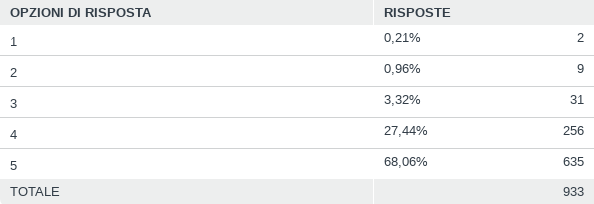 OPZIONI DI RISPOSTA RISPOSTE
1 0,21% 2
2 0,96% 9
3 3,32% 31
4 27,44% 256
5 68,06% 635
TOTALE 933